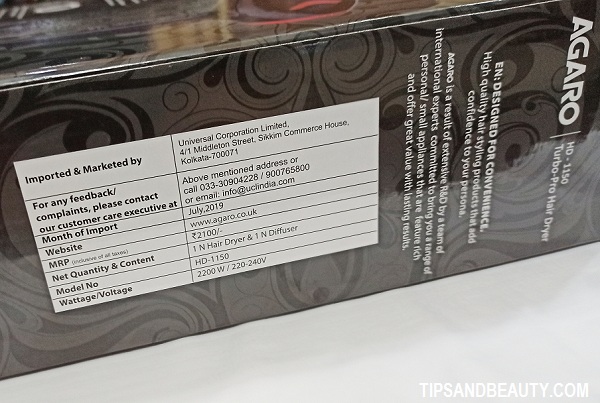 Imported & Marketed by
Universal Corporation Limited,
4/1 Middleton Street, Sikkim Commerce House,
Kolkata-700071
For any feedback/
complaints, please contact
our customer care executive at
Above mentioned address or
call 033-30904228 / 900765800
or email: info@uclindia.com
Month of Import July,2019
Website www.agaro.co.uk
MRP (inclusive of all taxes) ₹2100/-
Net Quantity & Content 1 N Hair Dryer & 1 N Diffuser
Model No HD-1150
Wattage/Voltage 2200 W / 220-240V
AGARO
HD - 1150
Turbo-Pro Hair Dryer
EN: DESIGNED FOR CONVENIENCE.
High quality hair styling products that add
confidence to your persona.
AGARO is a result of extensive R&D by a team of
International experts committed to bring you a range of
personal/ small appliances that are feature rich
and offer great value with lasting results.
TIPSANDBEAUTY.COM